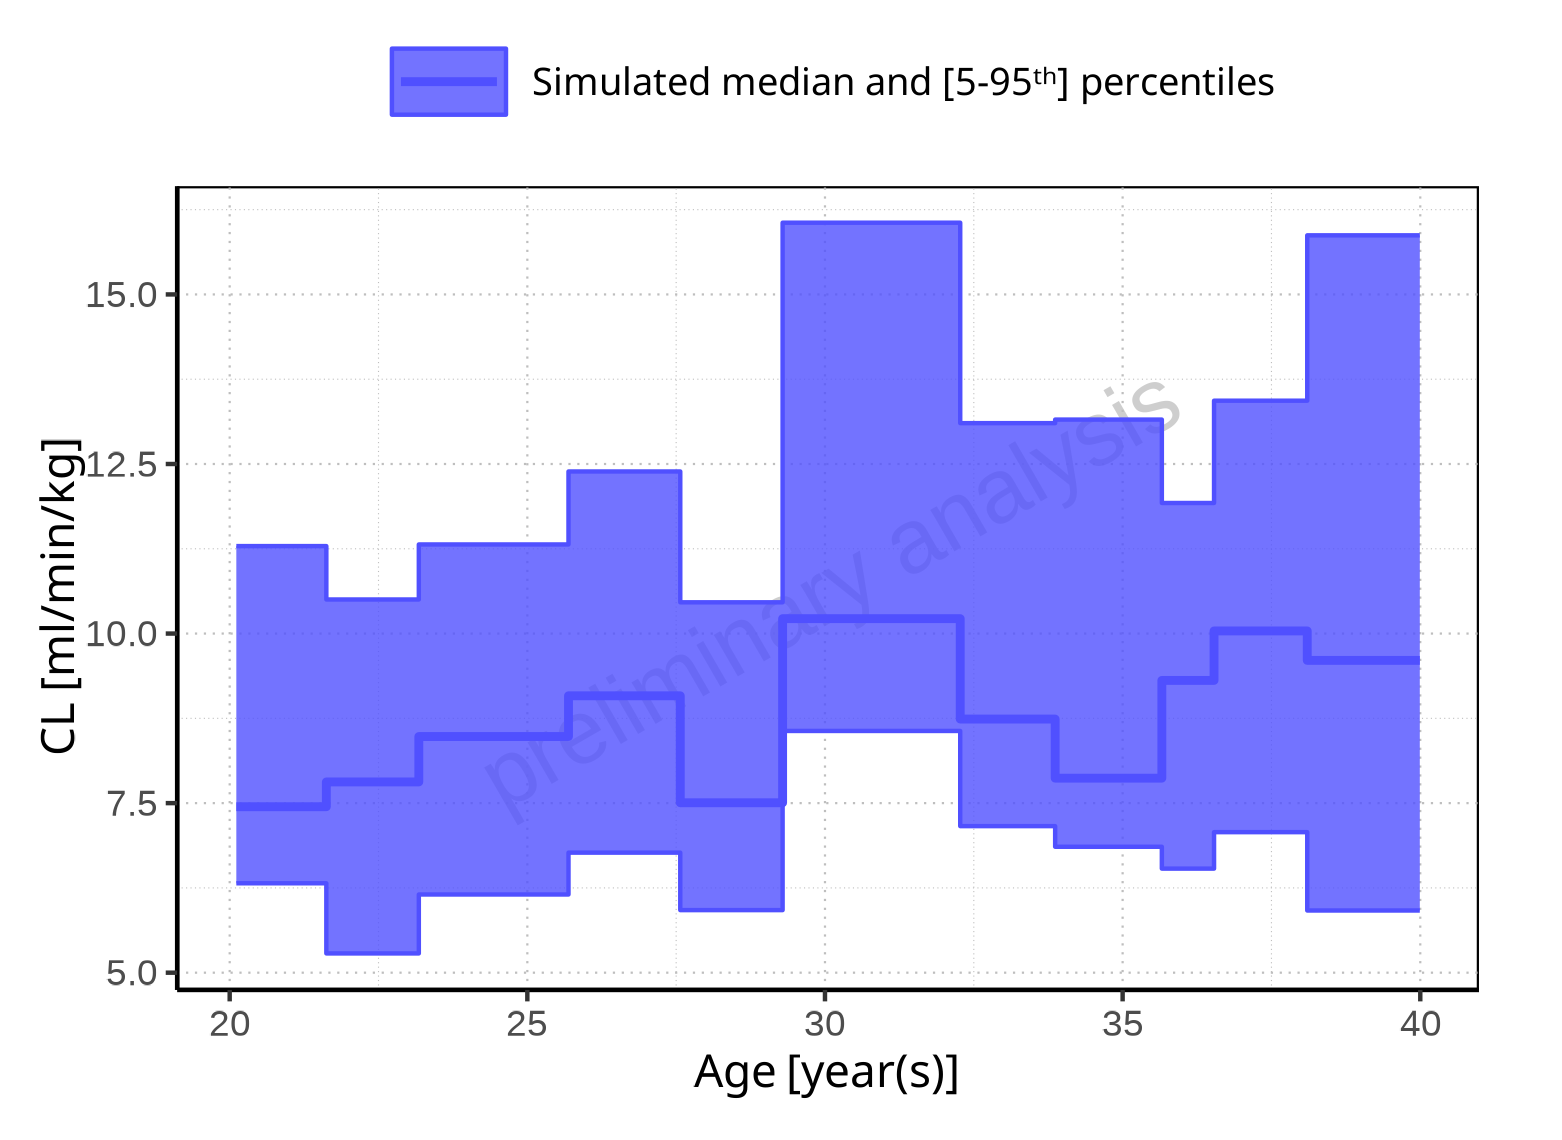 Simulated median and [5-95ᵗʰ] percentiles
CL [ml/min/kg]
15.0
12.5
10.0
7.5
5.0
preliminary analysis
20 25 30 35 40
Age [year(s)]